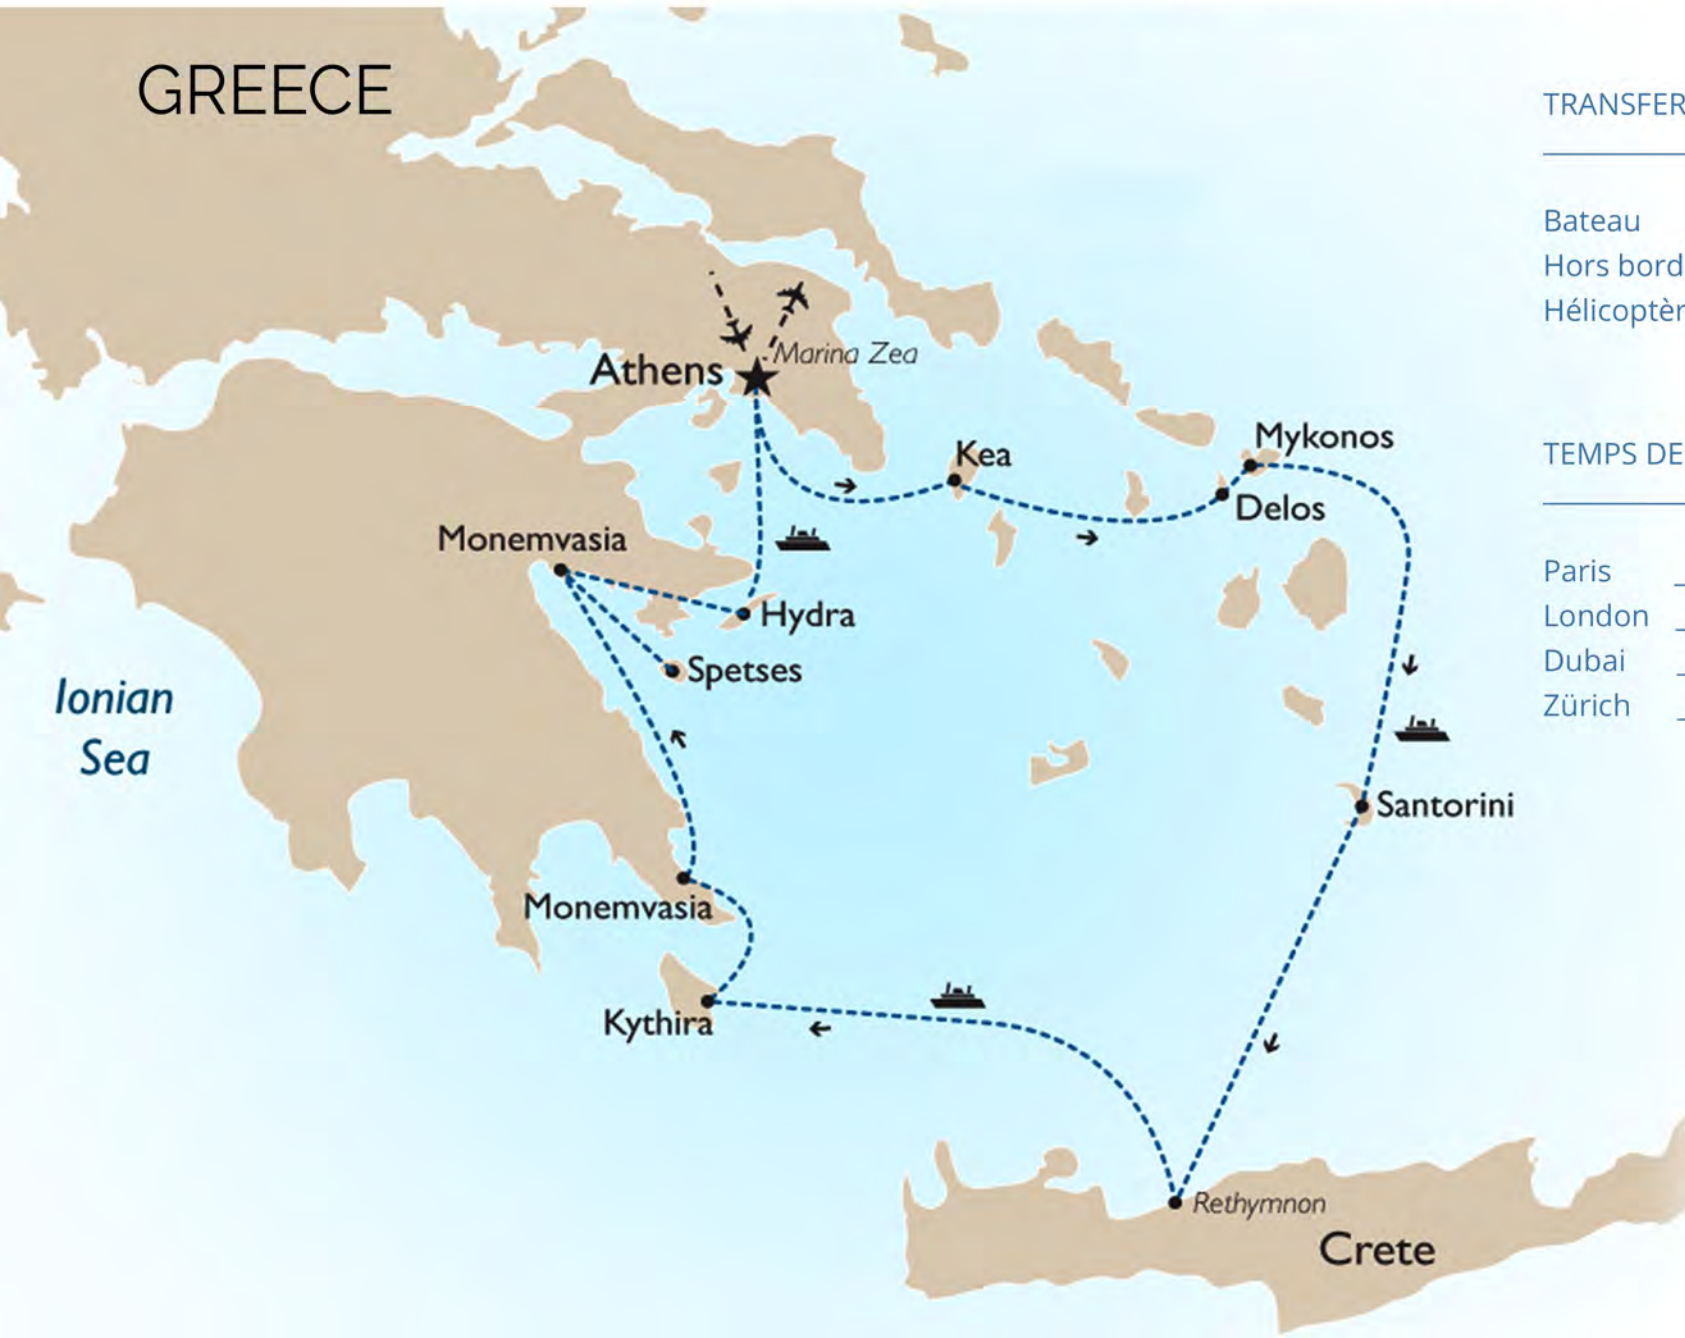 GREECE
Athens
Marina Zea
Kea
Mykonos
Delos
Monemvasia
Hydra
Spetses
Ionian
Sea
Santorini
Monemvasia
Kythira
Rethymnon
Crete
TRANSFER
Bateau
Hors bord
Hélicoptèr
TEMPS DE
Paris
London
Dubai
Zürich